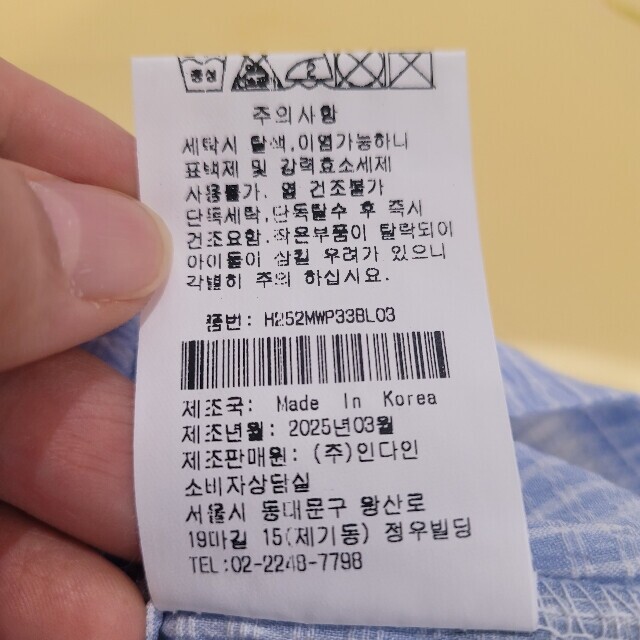 중성
2
주의사항
세탁시 탈색,이염가능하니
표백제 및 강력효소세제
사용불가. 열 건조불가
단독세탁,단독탈수 후 즉시
건조요함.작은부품이 탈락되어
아이들이 삼킬 우려가 있으니
각별히 주의 하십시요.
품번: H252MWP33BL03
제조국: Made In Korea
제조년월: 2025년03월
제조판매원: (주)인다인
소비자상담실
서울시 동대문구 왕산로
19마길 15(제기동) 정우빌딩
TEL:02-2248-7798